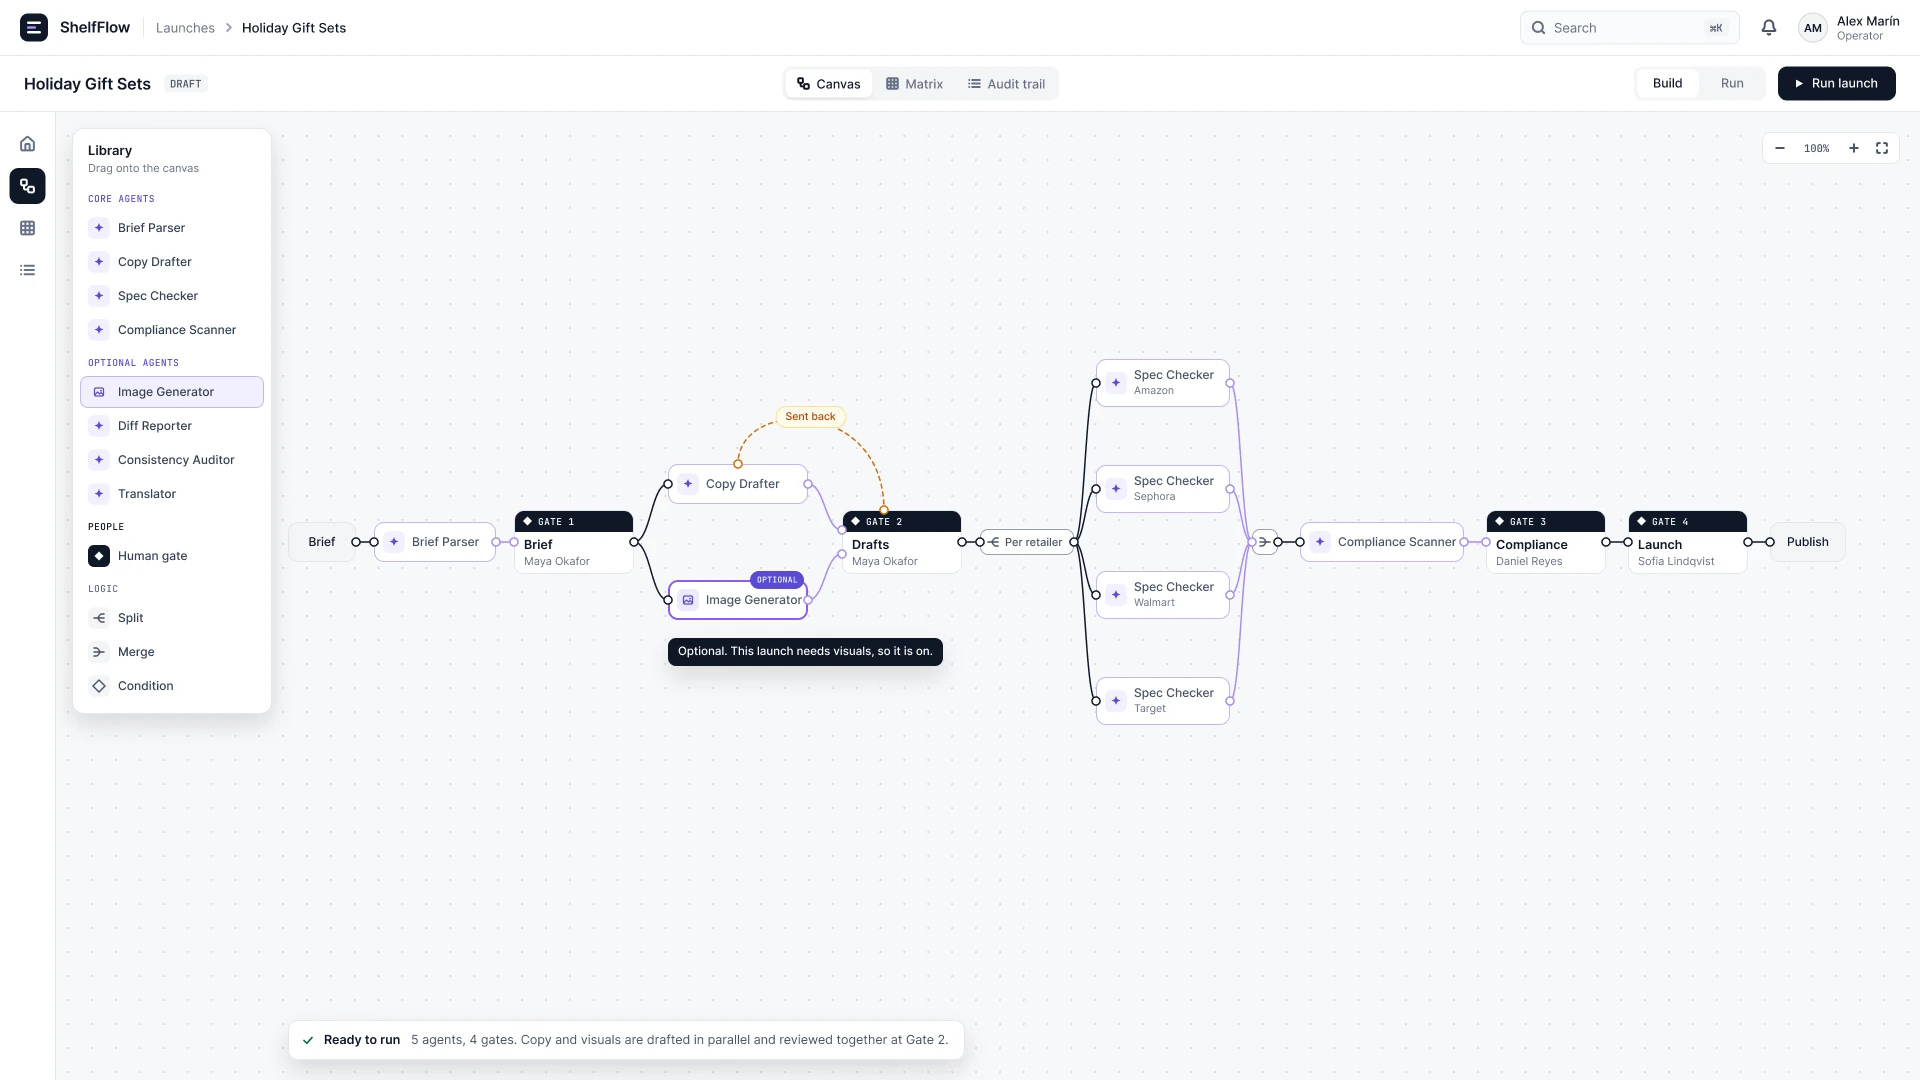 ShelfFlow
Launches
Holiday Gift Sets
Search
⌘K
AM
Alex Marín
Operator
Holiday Gift Sets
DRAFT
Canvas
Matrix
Audit trail
Build
Run
Run launch
Library
Drag onto the canvas
CORE AGENTS
Brief Parser
Copy Drafter
Spec Checker
Compliance Scanner
OPTIONAL AGENTS
Image Generator
Diff Reporter
Consistency Auditor
Translator
PEOPLE
Human gate
LOGIC
Split
Merge
Condition
100%
Brief
Brief Parser
GATE 1
Brief
Maya Okafor
Sent back
Copy Drafter
OPTIONAL
Image Generator
Optional. This launch needs visuals, so it is on.
GATE 2
Drafts
Maya Okafor
Per retailer
Spec Checker
Amazon
Spec Checker
Sephora
Spec Checker
Walmart
Spec Checker
Target
Compliance Scanner
GATE 3
Compliance
Daniel Reyes
GATE 4
Launch
Sofia Lindqvist
Publish
Ready to run
5 agents, 4 gates. Copy and visuals are drafted in parallel and reviewed together at Gate 2.